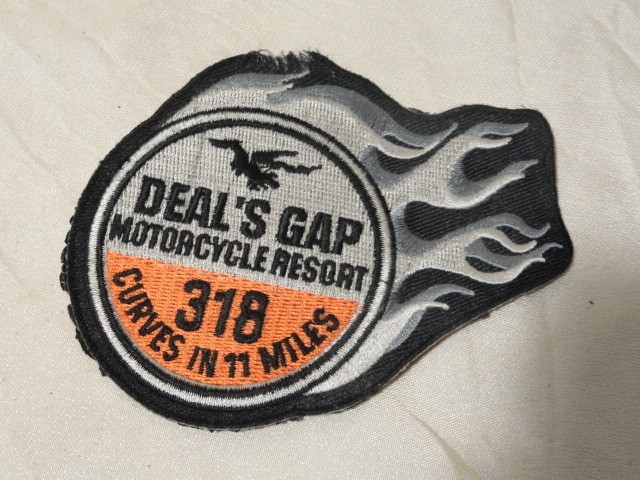 DEAL'S GAP
MOTORCYCLE RESORT
318
CURVES IN 11 MILES